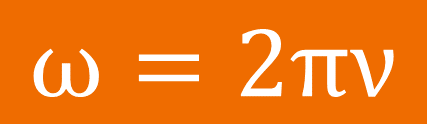 ω = 2πν